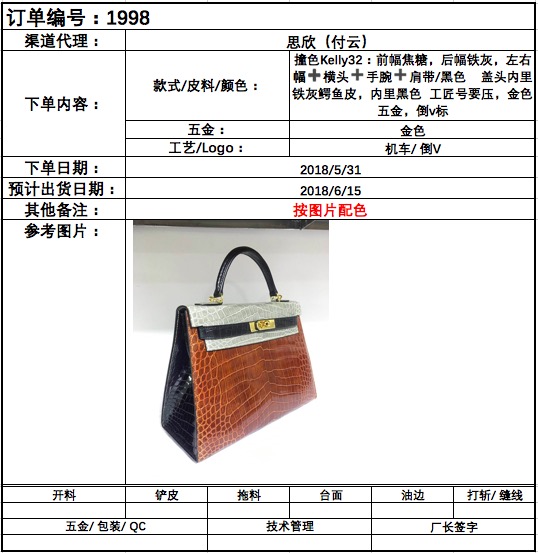 订单编号：1998
渠道代理：
思欣（付云）
下单内容：
款式/皮料/颜色：
撞色Kelly32：前幅焦糖，后幅铁灰，左右
幅➕横头➕手腕➕肩带/黑色　盖头内里
铁灰鳄鱼皮，内里黑色 工匠号要压，金色
五金，倒v标
五金：
金色
工艺/Logo：
机车/ 倒V
下单日期：
2018/5/31
预计出货日期：
2018/6/15
其他备注：
按图片配色
参考图片：
开料
铲皮
拖料
台面
油边
打斩/ 缝线
五金/ 包装/ QC
技术管理
厂长签字